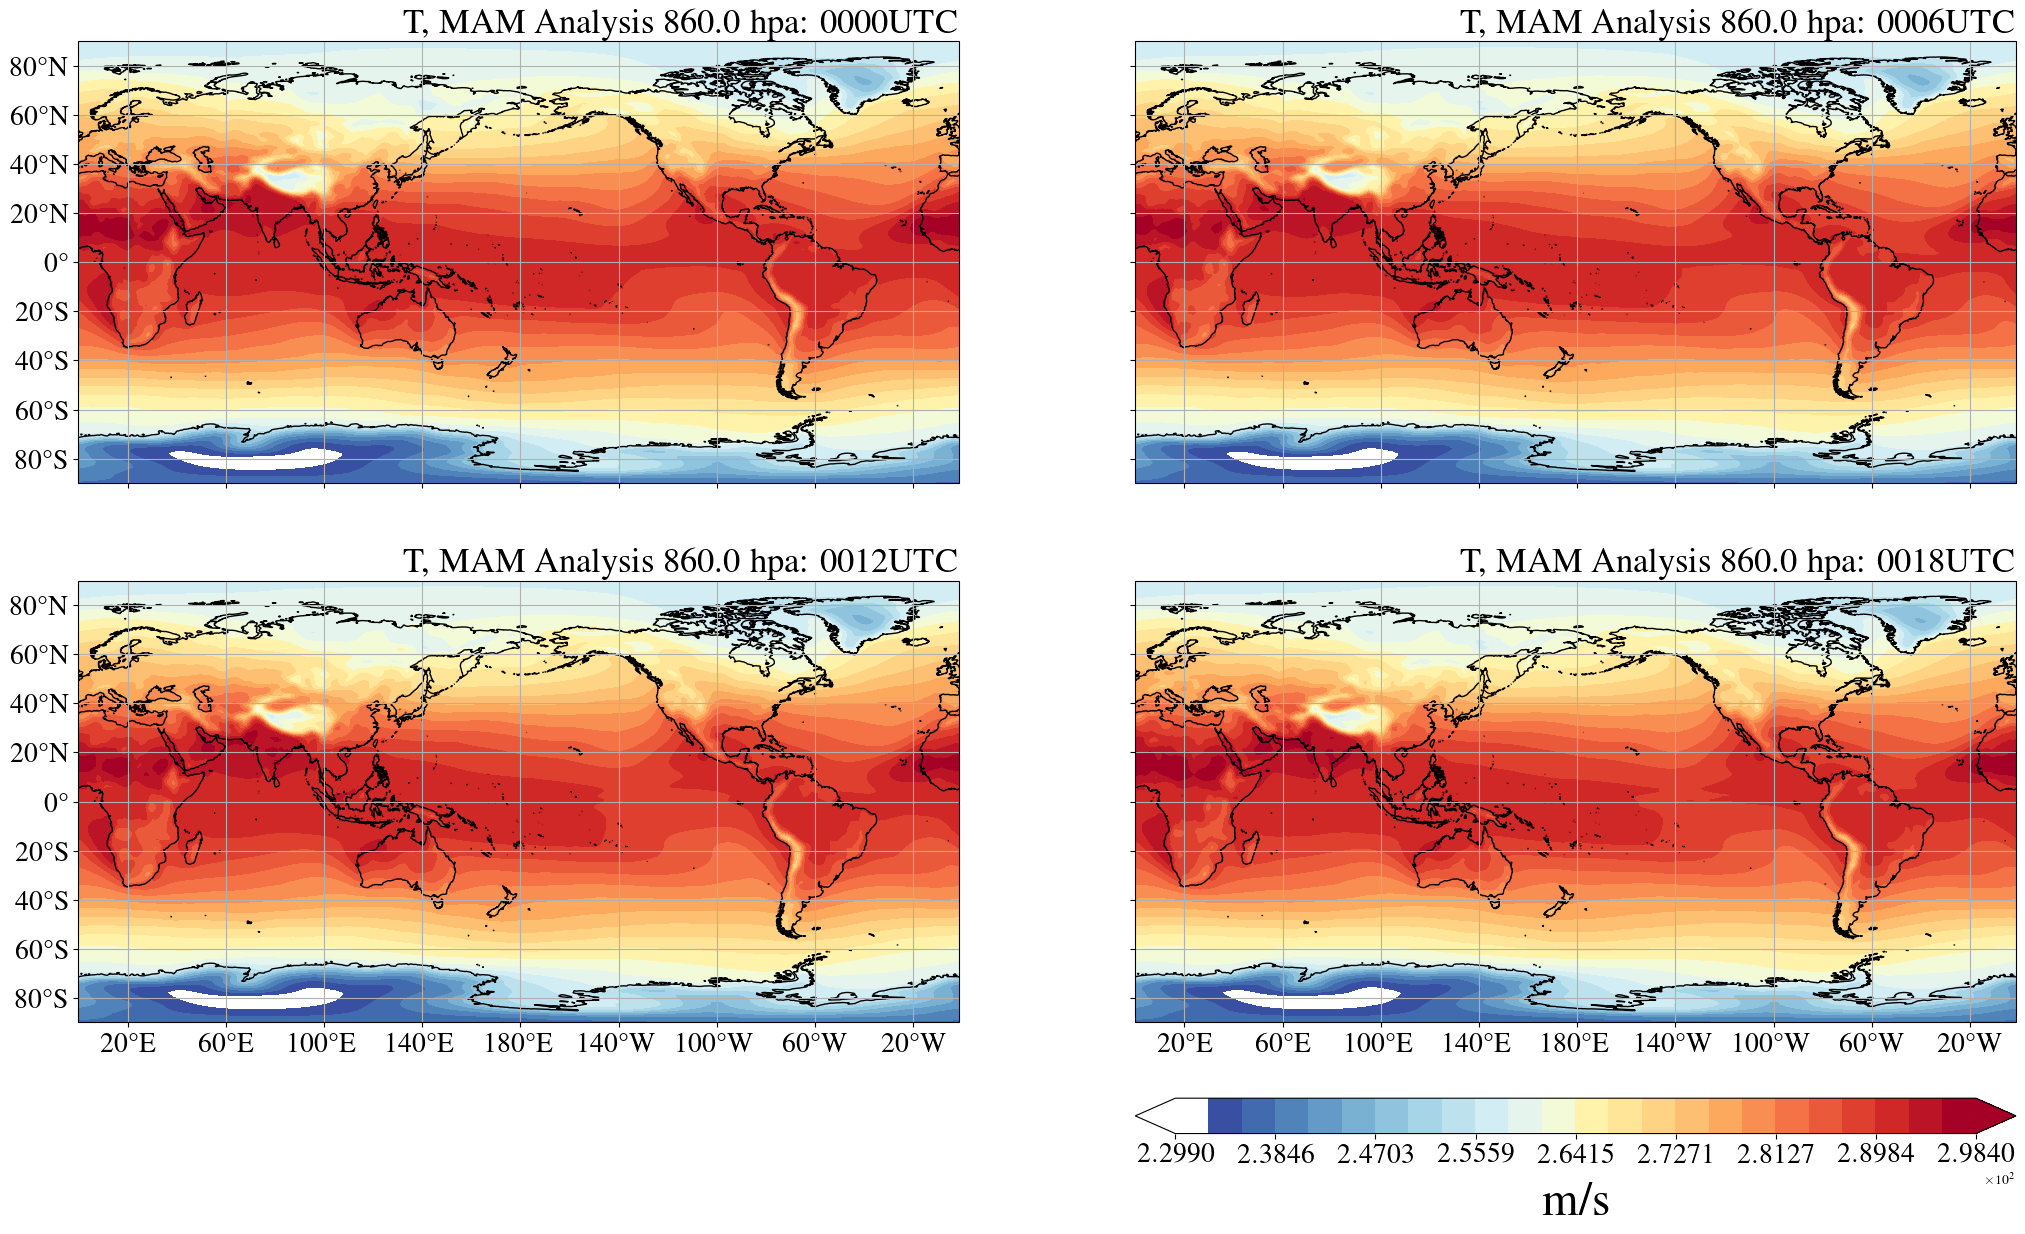 T, MAM Analysis 860.0 hpa: 0000UTC
T, MAM Analysis 860.0 hpa: 0006UTC
80°N
60°N
40°N
20°N
0°
20°S
40°S
60°S
80°S
T, MAM Analysis 860.0 hpa: 0012UTC
T, MAM Analysis 860.0 hpa: 0018UTC
80°N
60°N
40°N
20°N
0°
20°S
40°S
60°S
80°S
20°E 60°E 100°E 140°E 180°E 140°W 100°W 60°W 20°W
20°E 60°E 100°E 140°E 180°E 140°W 100°W 60°W 20°W
2.2990 2.3846 2.4703 2.5559 2.6415 2.7271 2.8127 2.8984 2.9840
×10²
m/s